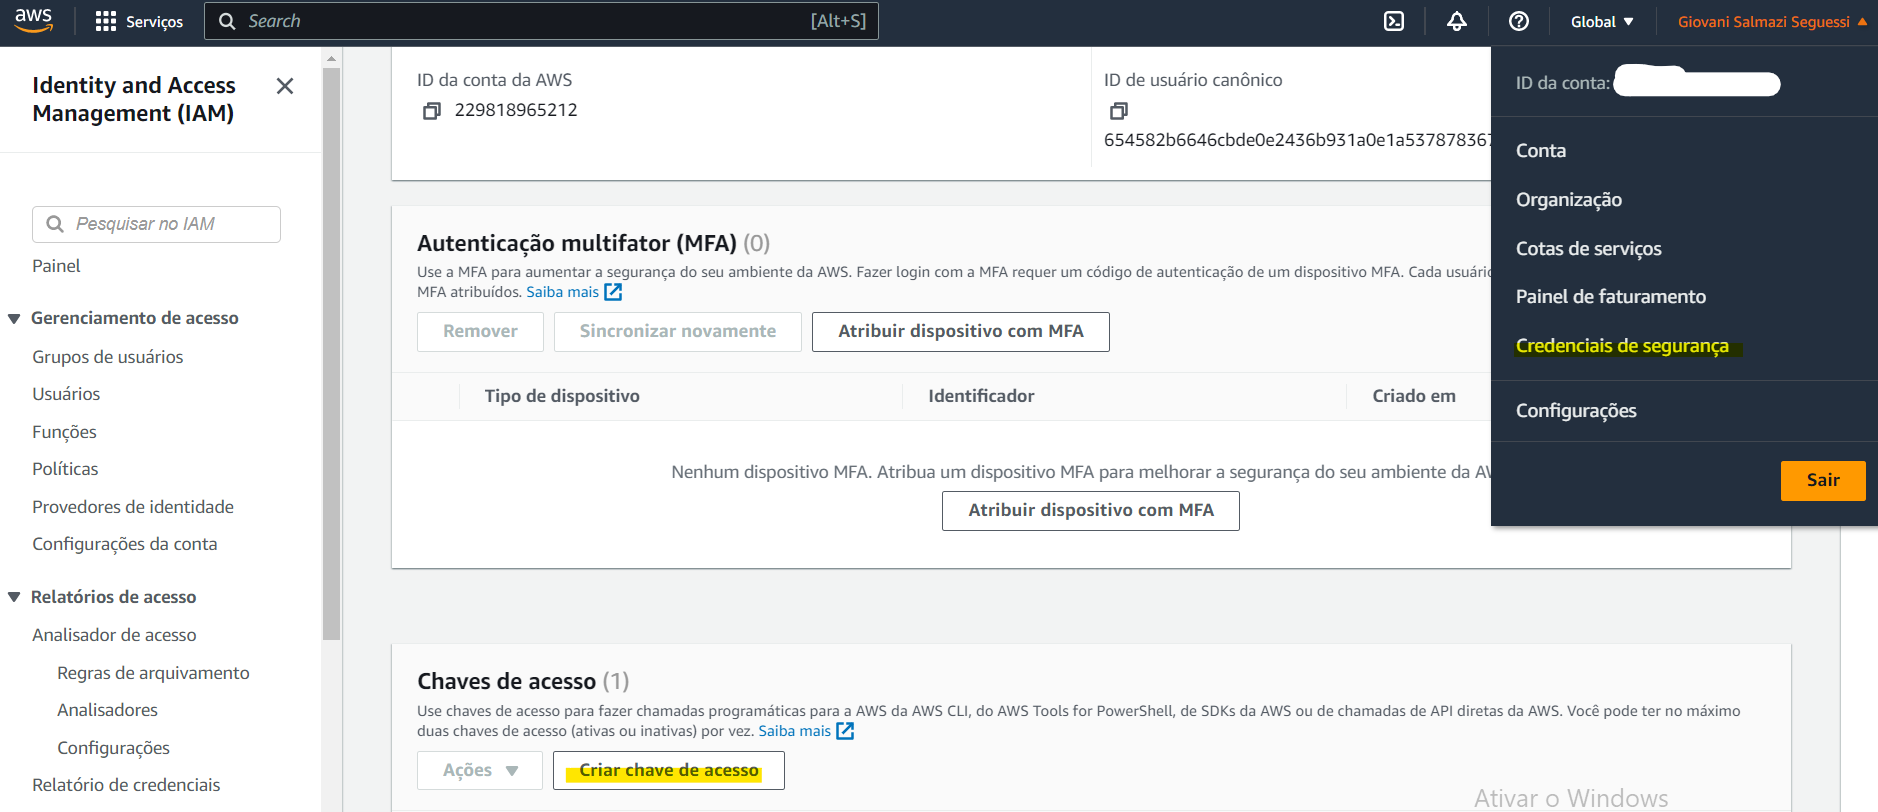 aws
Serviços
Search
[Alt+S]
Global
Giovani Salmazi Seguessi
Identity and Access
Management (IAM)
Pesquisar no IAM
Painel
Gerenciamento de acesso
Grupos de usuários
Usuários
Funções
Políticas
Provedores de identidade
Configurações da conta
Relatórios de acesso
Analisador de acesso
Regras de arquivamento
Analisadores
Configurações
Relatório de credenciais
ID da conta da AWS
229818965212
ID de usuário canônico
654582b6646cbde0e2436b931a0e1a537878367
Autenticação multifator (MFA) (0)
Use a MFA para aumentar a segurança do seu ambiente da AWS. Fazer login com a MFA requer um código de autenticação de um dispositivo MFA. Cada usuário
MFA atribuídos. Saiba mais
Remover
Sincronizar novamente
Atribuir dispositivo com MFA
Tipo de dispositivo
Identificador
Criado em
Nenhum dispositivo MFA. Atribua um dispositivo MFA para melhorar a segurança do seu ambiente da
Atribuir dispositivo com MFA
Chaves de acesso (1)
Use chaves de acesso para fazer chamadas programáticas para a AWS da AWS CLI, do AWS Tools for PowerShell, de SDKs da AWS ou de chamadas de API diretas da AWS. Você pode ter no máximo
duas chaves de acesso (ativas ou inativas) por vez. Saiba mais
Ações
Criar chave de acesso
ID da conta:
Conta
Organização
Cotas de serviços
Painel de faturamento
Credenciais de segurança
Configurações
Sair
Ativar o Windows